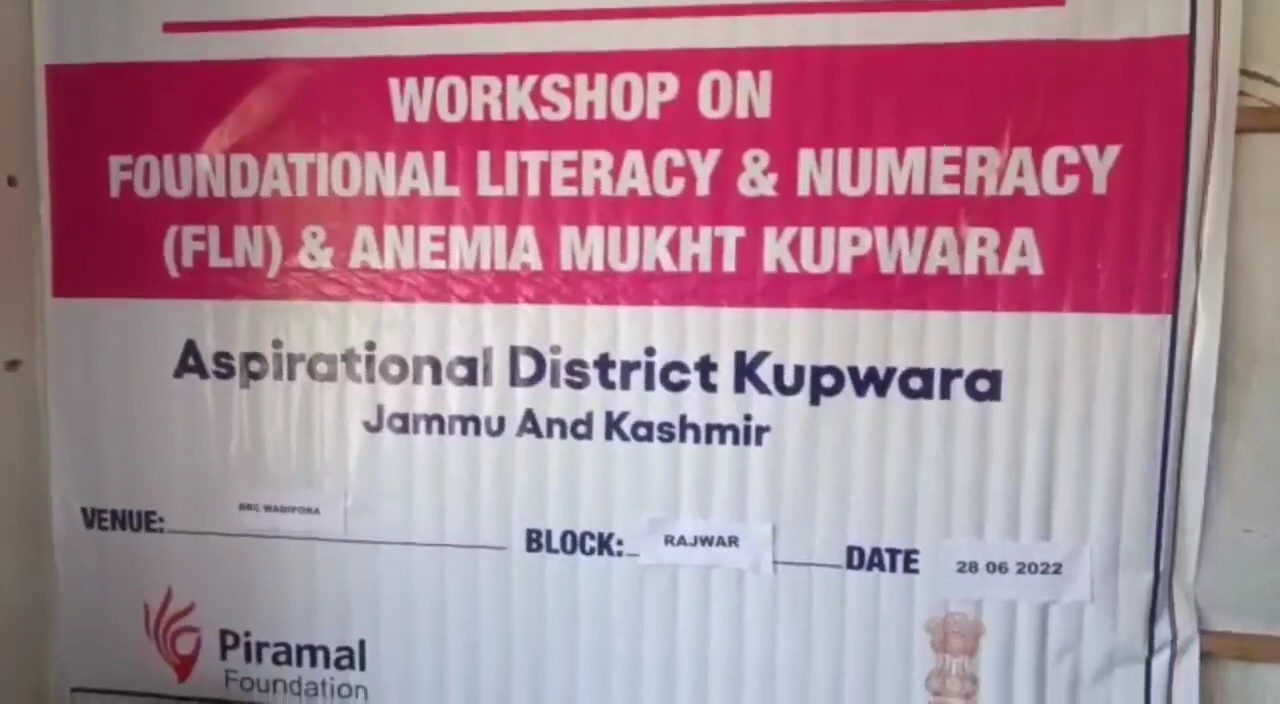 WORKSHOP ON
FOUNDATIONAL LITERACY & NUMERACY
(FLN) & ANEMIA MUKHT KUPWARA
Aspirational District Kupwara
Jammu And Kashmir
VENUE: WADIPORA BLOCK: RAJWAR DATE 28 06 2022
Piramal
Foundation